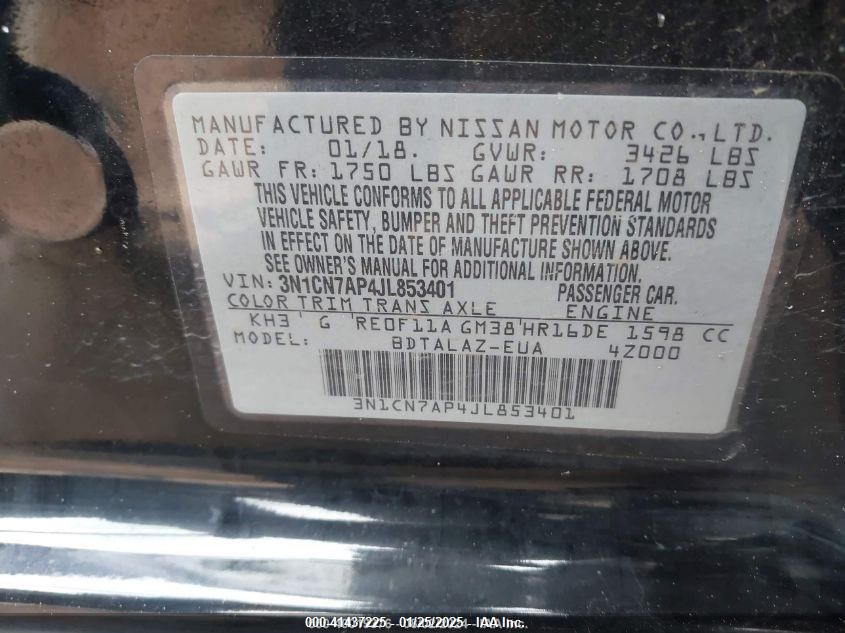 MANUFACTURED BY NISSAN MOTOR CO., LTD.
DATE: 01/18. GVWR: 3426 LBS
GAWR FR: 1750 LBS GAWR RR: 1708 LBS
THIS VEHICLE CONFORMS TO ALL APPLICABLE FEDERAL MOTOR
VEHICLE SAFETY, BUMPER AND THEFT PREVENTION STANDARDS
IN EFFECT ON THE DATE OF MANUFACTURE SHOWN ABOVE.
SEE OWNER'S MANUAL FOR ADDITIONAL INFORMATION.
VIN: 3N1CN7AP4JL853401 PASSENGER CAR.
COLOR TRIM TRANS AXLE ENGINE
KH3 G RE0F11A GM38 HR16DE 1598 CC
MODEL: BDTALAZ-EUA 4Z000
3N1CN7AP4JL853401
000-41437225 01/25/2025 IAA Inc.